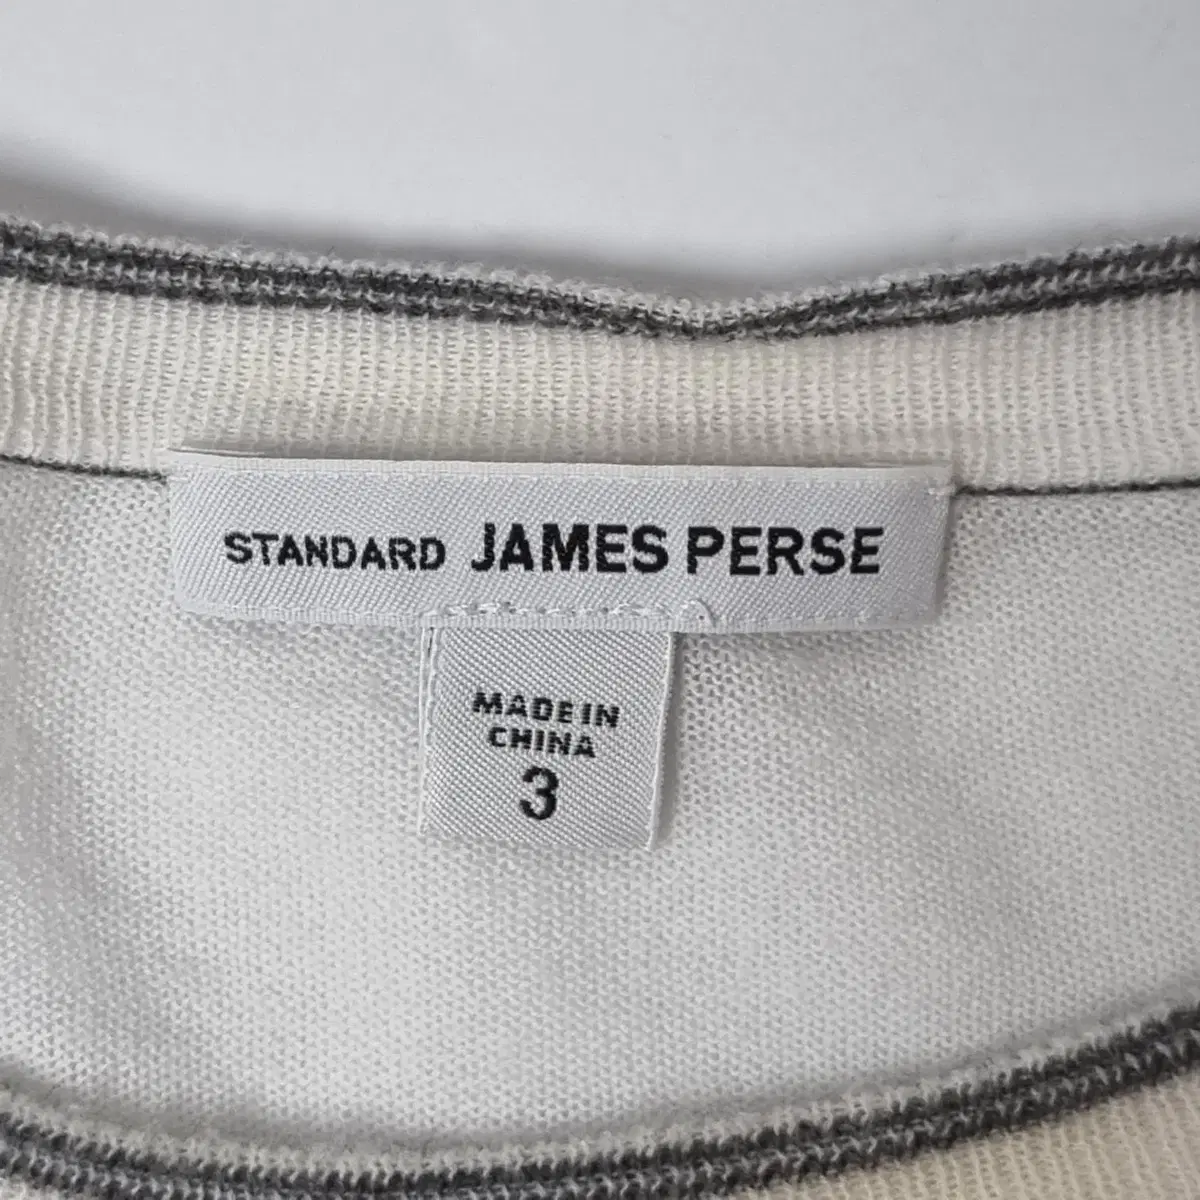 STANDARD JAMES PERSE
MADE IN
CHINA
3